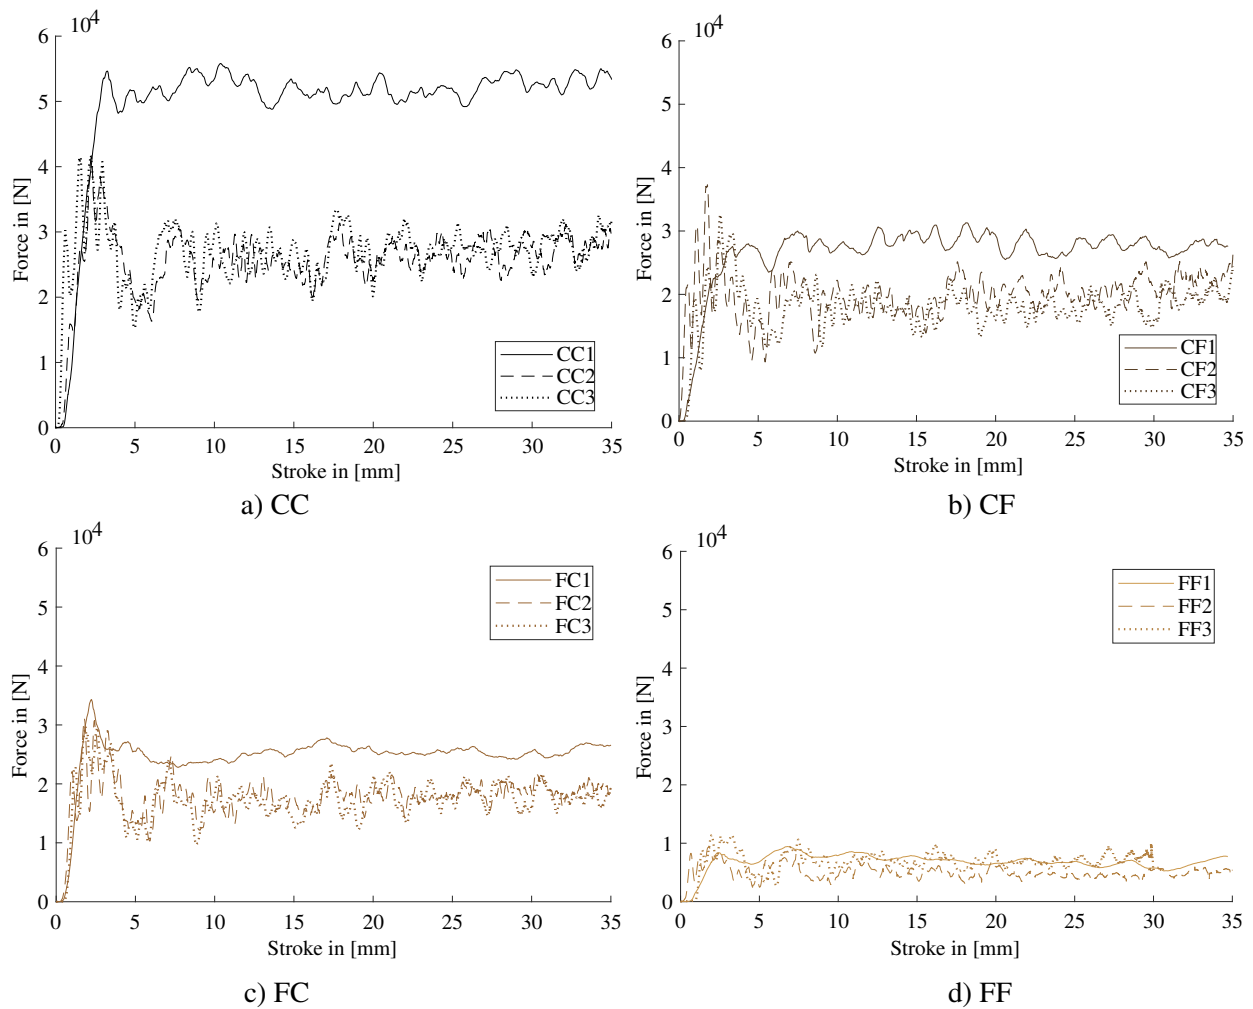 10^4
6
5
4
3
2
1
0
Force in [N]
CC1
CC2
CC3
0 5 10 15 20 25 30 35
Stroke in [mm]
a) CC
10^4
6
5
4
3
2
1
0
Force in [N]
CF1
CF2
CF3
0 5 10 15 20 25 30 35
Stroke in [mm]
b) CF
10^4
6
5
4
3
2
1
0
Force in [N]
FC1
FC2
FC3
0 5 10 15 20 25 30 35
Stroke in [mm]
c) FC
10^4
6
5
4
3
2
1
0
Force in [N]
FF1
FF2
FF3
0 5 10 15 20 25 30 35
Stroke in [mm]
d) FF